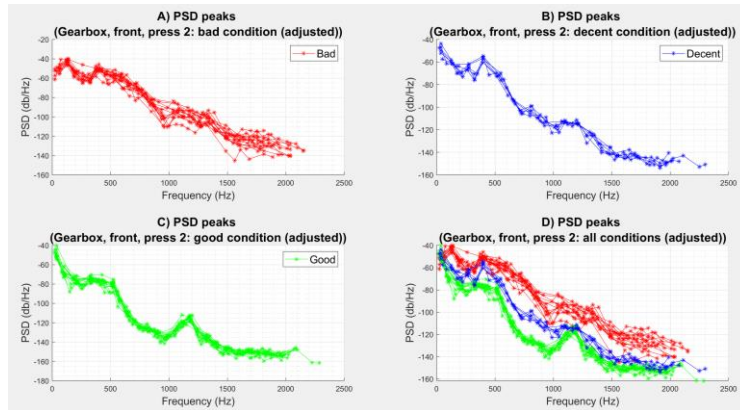 A) PSD peaks
(Gearbox, front, press 2: bad condition (adjusted))
-20
-40
-60
-80
-100
-120
-140
-160
PSD (db/Hz)
0 500 1000 1500 2000 2500
Frequency (Hz)
Bad
B) PSD peaks
(Gearbox, front, press 2: decent condition (adjusted))
-40
-60
-80
-100
-120
-140
-160
PSD (db/Hz)
0 500 1000 1500 2000 2500
Frequency (Hz)
Decent
C) PSD peaks
(Gearbox, front, press 2: good condition (adjusted))
-40
-60
-80
-100
-120
-140
-160
-180
PSD (db/Hz)
0 500 1000 1500 2000 2500
Frequency (Hz)
Good
D) PSD peaks
(Gearbox, front, press 2: all conditions (adjusted))
-40
-60
-80
-100
-120
-140
-160
PSD (db/Hz)
0 500 1000 1500 2000 2500
Frequency (Hz)